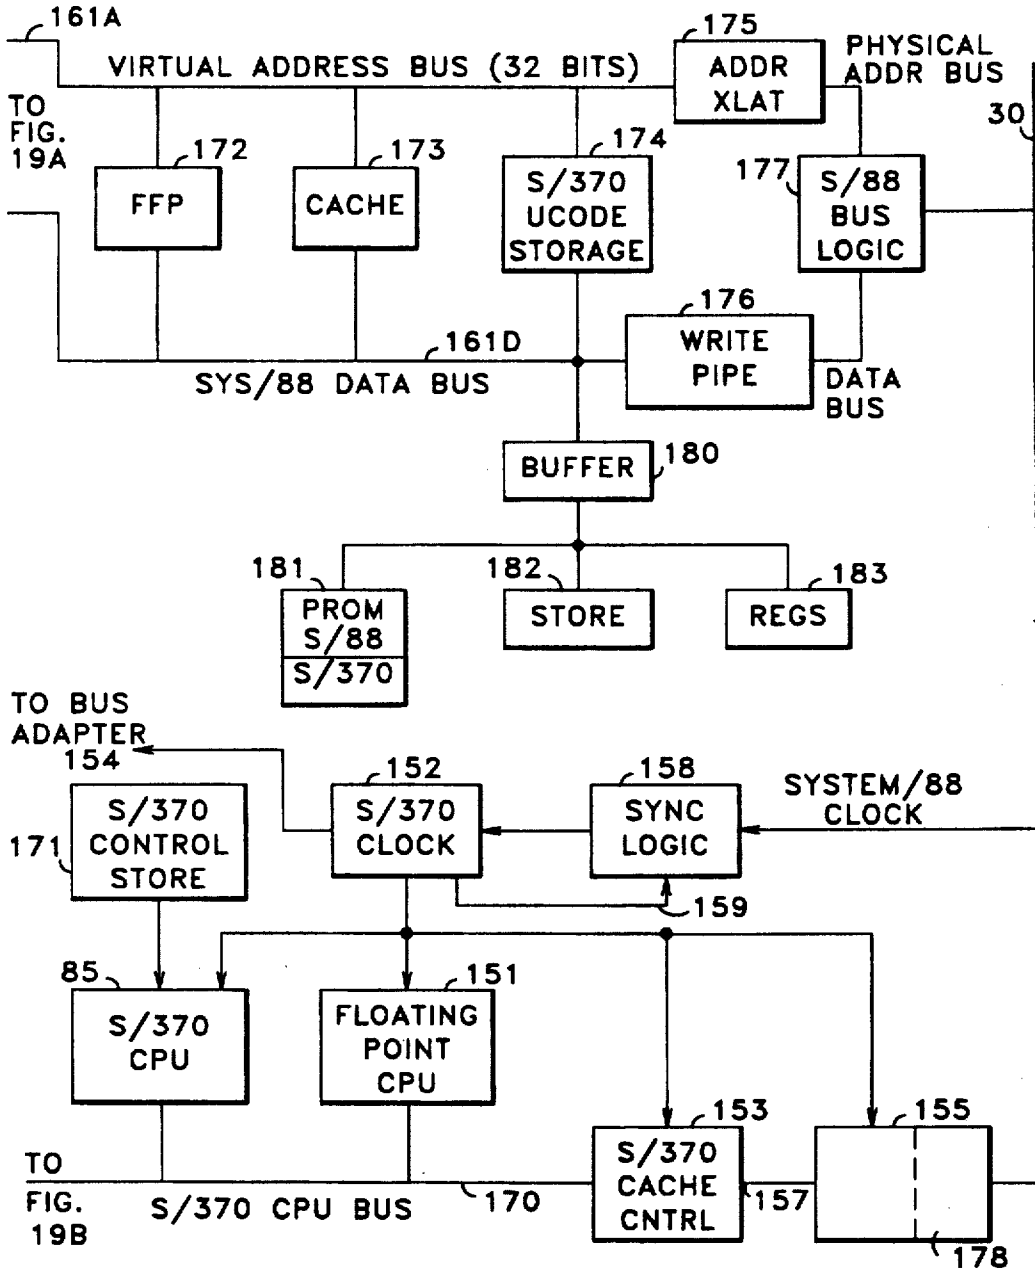 161A
VIRTUAL ADDRESS BUS (32 BITS)
175
ADDR
XLAT
PHYSICAL
ADDR BUS
TO
FIG.
19A
30
172
FFP
173
CACHE
174
S/370
UCODE
STORAGE
177
S/88
BUS
LOGIC
176
WRITE
PIPE
161D
SYS/88 DATA BUS
DATA
BUS
BUFFER
180
181
PROM
S/88
S/370
182
STORE
183
REGS
TO BUS
ADAPTER
154
152
S/370
CLOCK
158
SYNC
LOGIC
SYSTEM/88
CLOCK
171
S/370
CONTROL
STORE
159
85
S/370
CPU
151
FLOATING
POINT
CPU
153
S/370
CACHE
CNTRL
155
157
178
TO
FIG.
19B
S/370 CPU BUS
170